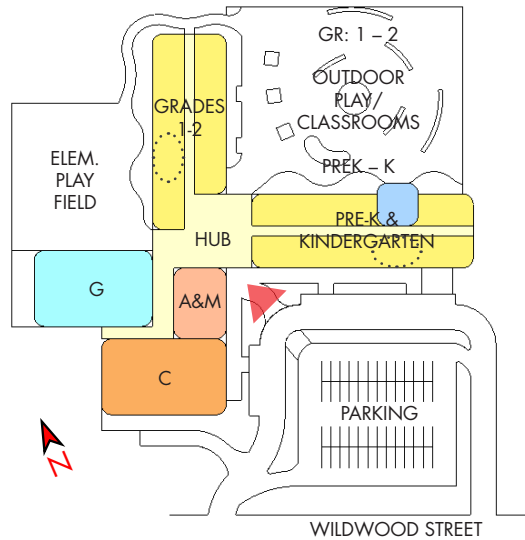 GR: 1 – 2
OUTDOOR
PLAY/
CLASSROOMS
PREK – K
GRADES
1-2
ELEM.
PLAY
FIELD
HUB
PRE-K &
KINDERGARTEN
G
A&M
C
PARKING
N
WILDWOOD STREET